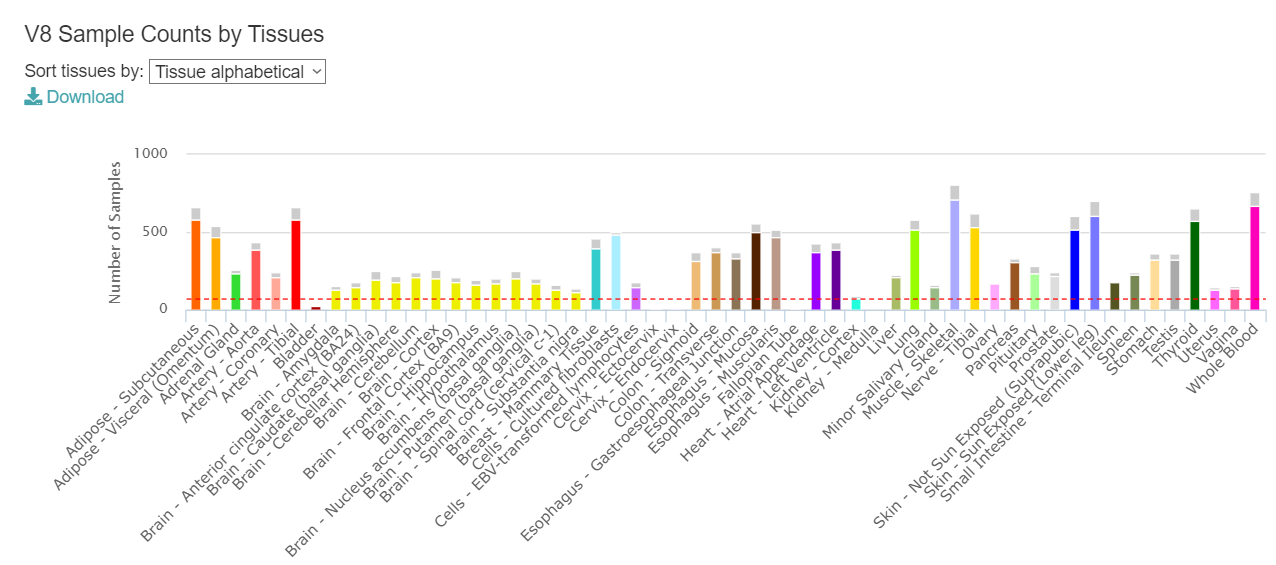 V8 Sample Counts by Tissues
Sort tissues by: Tissue alphabetical
Download
Number of Samples
1000
500
0
Adipose - Subcutaneous
Adipose - Visceral (Omentum)
Adrenal Gland
Artery - Aorta
Artery - Coronary
Artery - Tibial
Bladder
Brain - Amygdala
Brain - Anterior cingulate cortex (BA24)
Brain - Caudate (basal ganglia)
Brain - Cerebellar Hemisphere
Brain - Cerebellum
Brain - Cortex
Brain - Frontal Cortex (BA9)
Brain - Hippocampus
Brain - Hypothalamus
Brain - Nucleus accumbens (basal ganglia)
Brain - Putamen (basal ganglia)
Brain - Spinal cord (cervical c-1)
Brain - Substantia nigra
Breast - Mammary Tissue
Cells - Cultured fibroblasts
Cells - EBV-transformed lymphocytes
Cervix - Ectocervix
Cervix - Endocervix
Colon - Sigmoid
Colon - Transverse
Esophagus - Gastroesophageal Junction
Esophagus - Mucosa
Esophagus - Muscularis
Fallopian Tube
Heart - Atrial Appendage
Heart - Left Ventricle
Kidney - Cortex
Kidney - Medulla
Liver
Lung
Minor Salivary Gland
Muscle - Skeletal
Nerve - Tibial
Ovary
Pancreas
Pituitary
Prostate
Skin - Not Sun Exposed (Suprapubic)
Skin - Sun Exposed (Lower leg)
Small Intestine - Terminal Ileum
Spleen
Stomach
Testis
Thyroid
Uterus
Vagina
Whole Blood